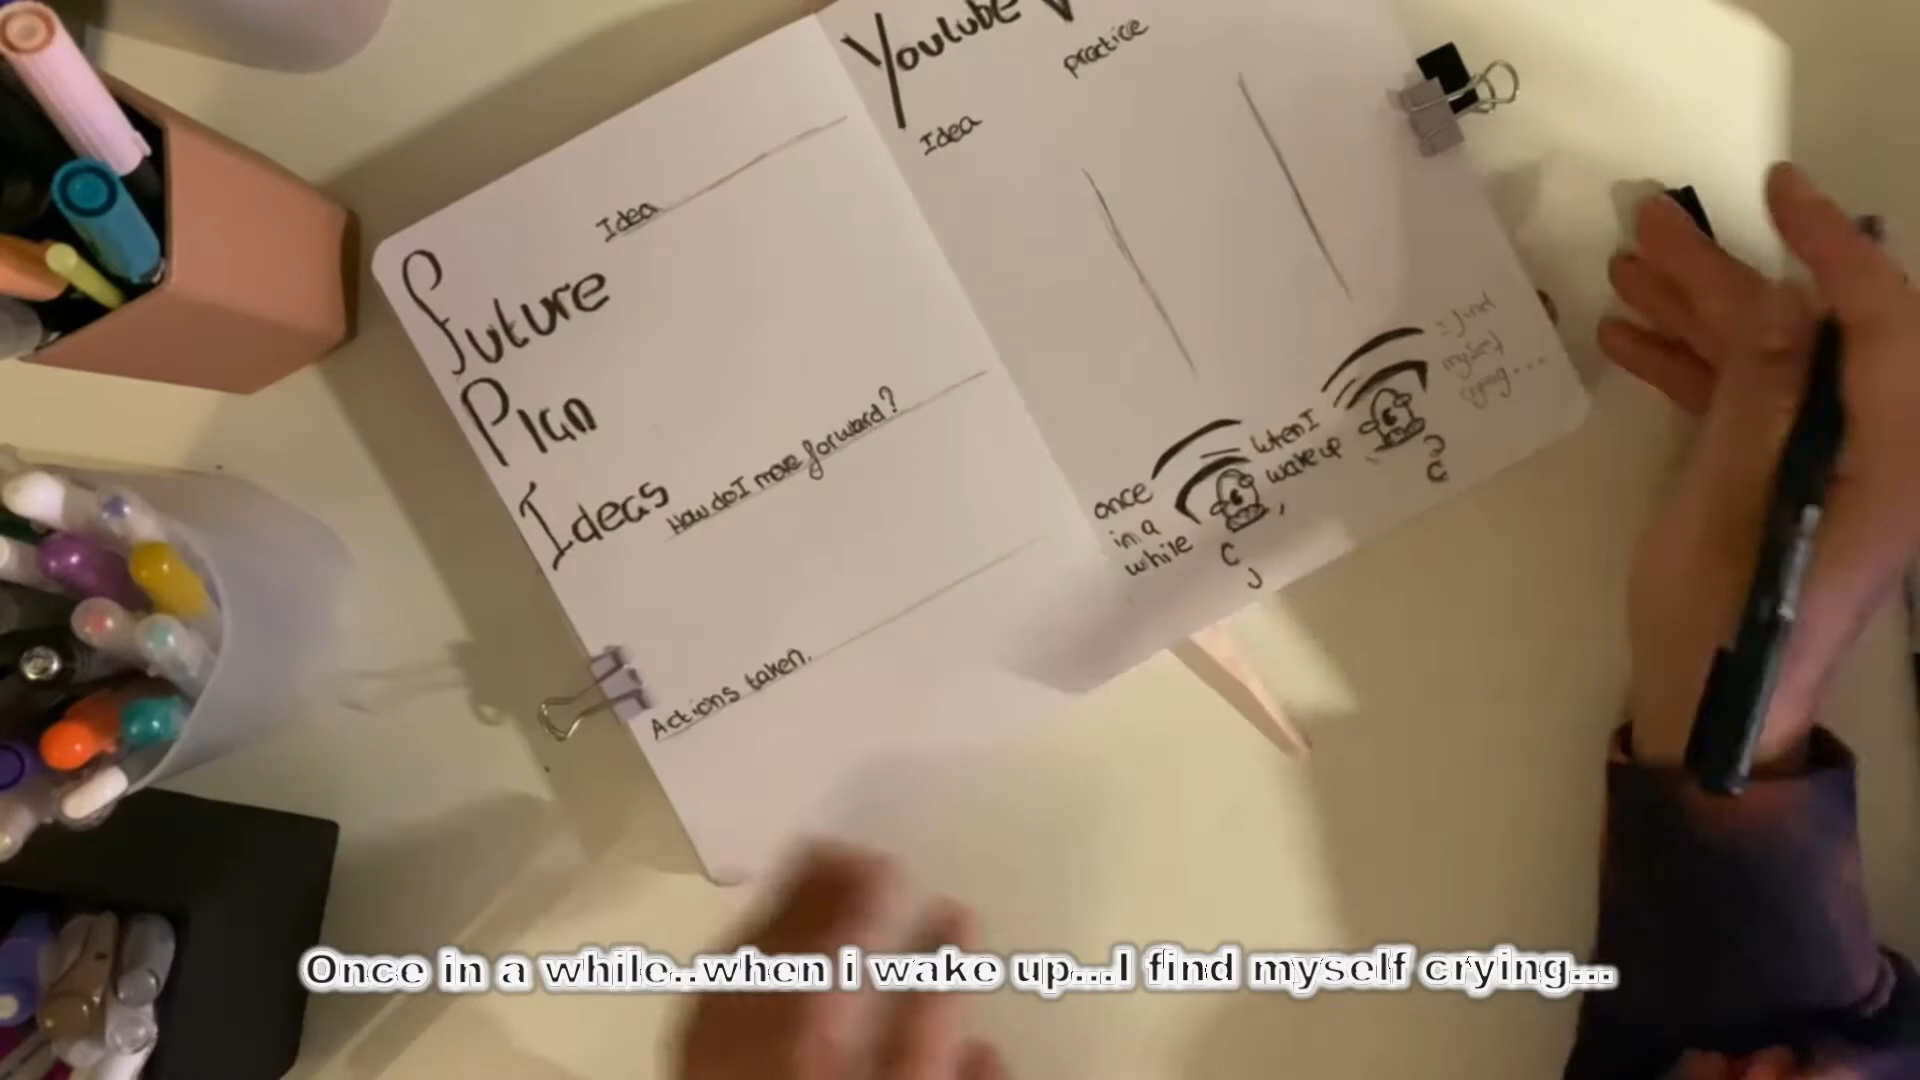 Future
Plan
Ideas
Idea
How do I move forward?
Actions taken.
Youtube
practice
Idea
once
in a
while
when I
wake up
I find
myself
crying...
Once in a while..when i wake up...I find myself crying...